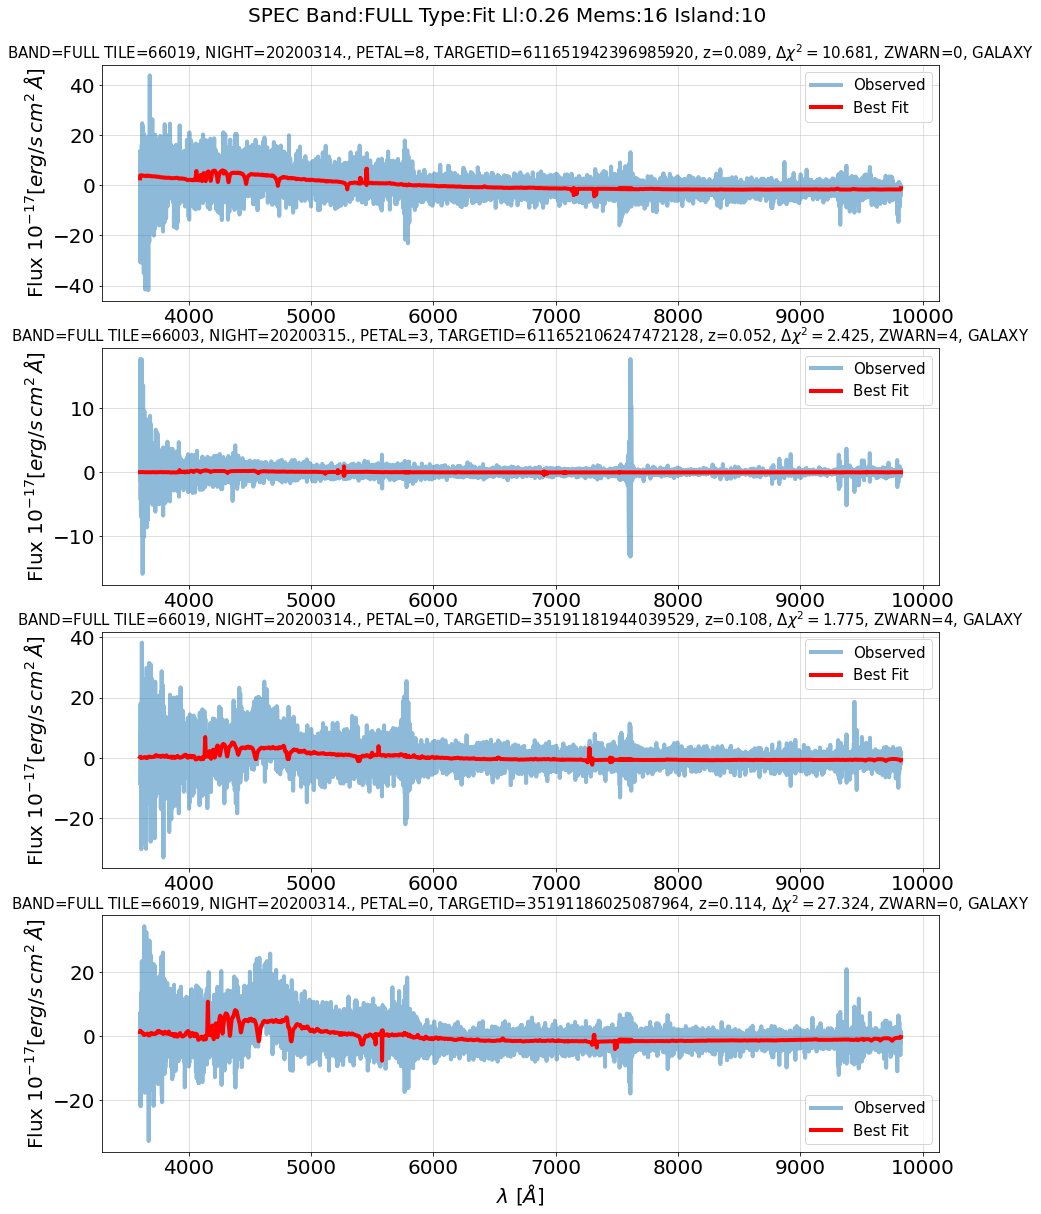 SPEC Band:FULL Type:Fit Ll:0.26 Mems:16 Island:10
BAND=FULL TILE=66019, NIGHT=20200314., PETAL=8, TARGETID=611651942396985920, z=0.089, Δχ² = 10.681, ZWARN=0, GALAXY
Flux 10⁻¹⁷[erg/s cm² Å]
40
20
0
−20
−40
Observed
Best Fit
4000 5000 6000 7000 8000 9000 10000
BAND=FULL TILE=66003, NIGHT=20200315., PETAL=3, TARGETID=611652106247472128, z=0.052, Δχ² = 2.425, ZWARN=4, GALAXY
Flux 10⁻¹⁷[erg/s cm² Å]
10
0
−10
Observed
Best Fit
4000 5000 6000 7000 8000 9000 10000
BAND=FULL TILE=66019, NIGHT=20200314., PETAL=0, TARGETID=35191181944039529, z=0.108, Δχ² = 1.775, ZWARN=4, GALAXY
Flux 10⁻¹⁷[erg/s cm² Å]
40
20
0
−20
Observed
Best Fit
4000 5000 6000 7000 8000 9000 10000
BAND=FULL TILE=66019, NIGHT=20200314., PETAL=0, TARGETID=35191186025087964, z=0.114, Δχ² = 27.324, ZWARN=0, GALAXY
Flux 10⁻¹⁷[erg/s cm² Å]
20
0
−20
Observed
Best Fit
4000 5000 6000 7000 8000 9000 10000
λ [Å]